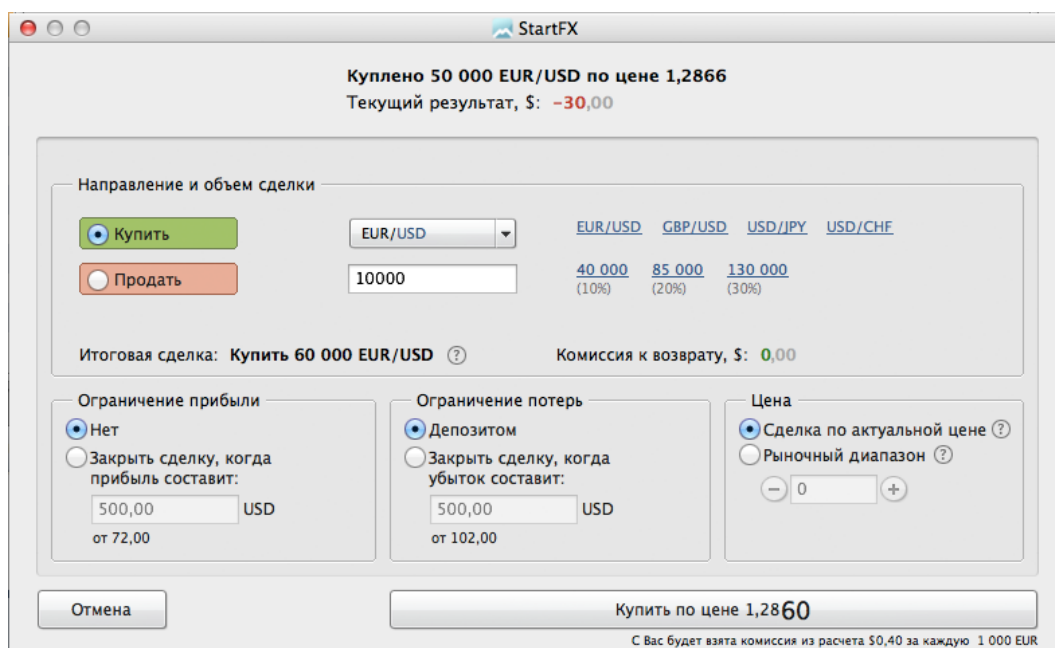 StartFX
Куплено 50 000 EUR/USD по цене 1,2866
Текущий результат, $: −30,00
Направление и объем сделки
Купить EUR/USD EUR/USD GBP/USD USD/JPY USD/CHF
Продать 10000 40 000 85 000 130 000
(10%) (20%) (30%)
Итоговая сделка: Купить 60 000 EUR/USD ? Комиссия к возврату, $: 0,00
Ограничение прибыли
Нет
Закрыть сделку, когда
прибыль составит:
500,00 USD
от 72,00
Ограничение потерь
Депозитом
Закрыть сделку, когда
убыток составит:
500,00 USD
от 102,00
Цена
Сделка по актуальной цене ?
Рыночный диапазон ?
− 0 +
Отмена
Купить по цене 1,2860
С Вас будет взята комиссия из расчета $0,40 за каждую 1 000 EUR